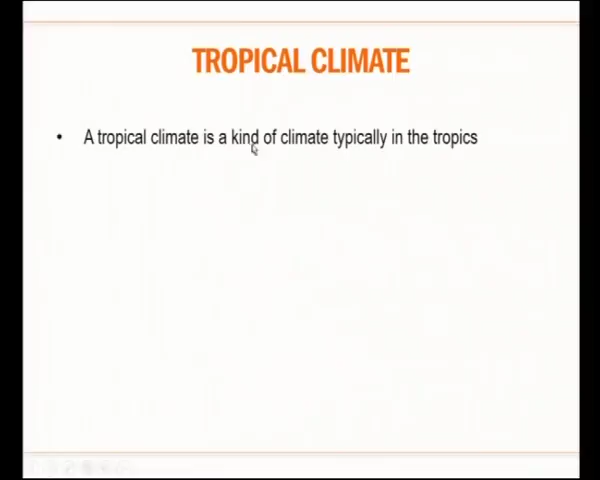 TROPICAL CLIMATE
• A tropical climate is a kind of climate typically in the tropics